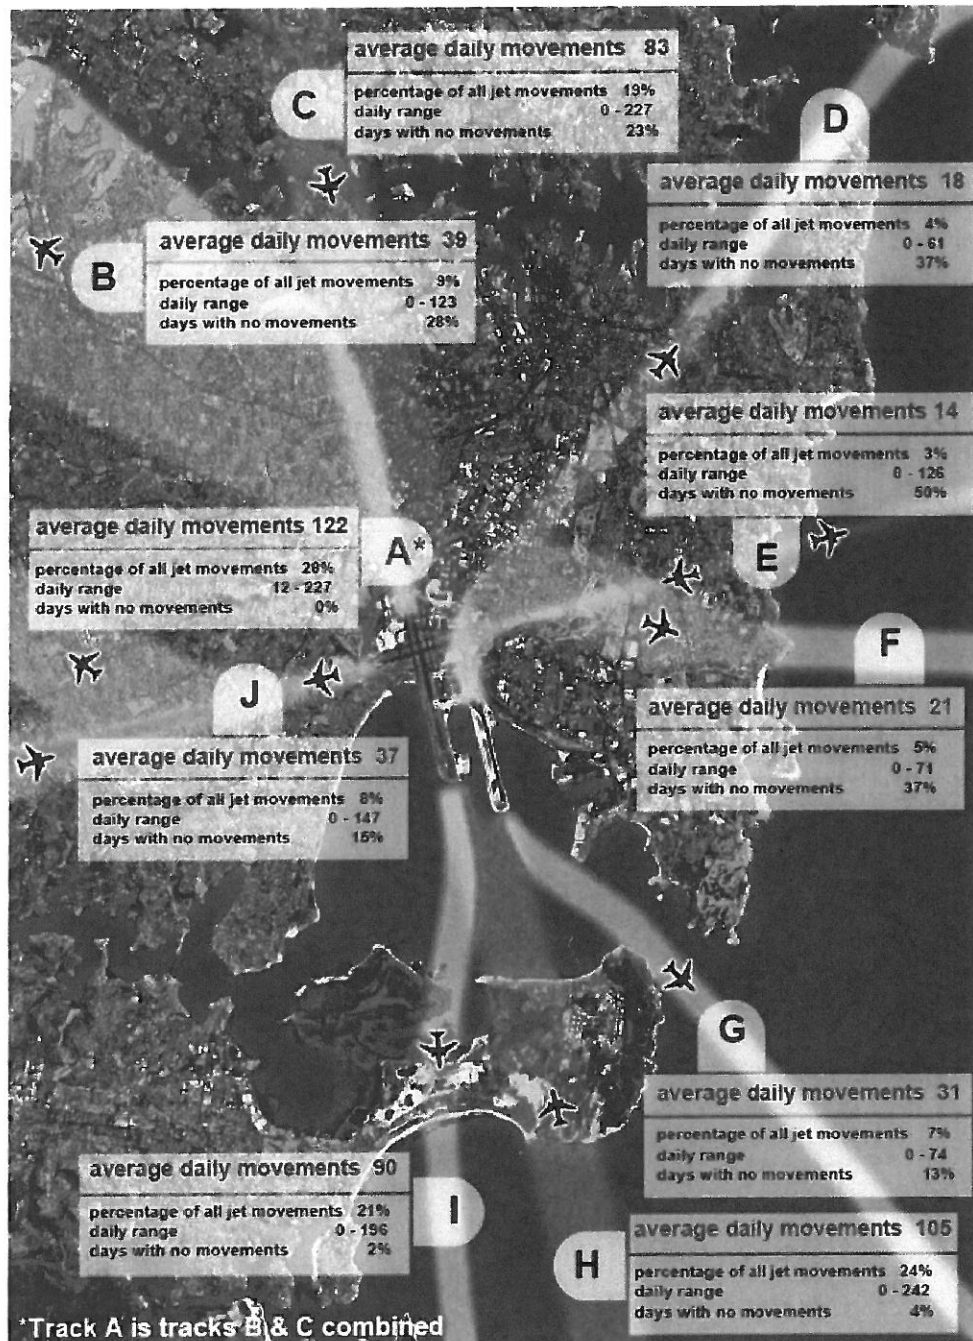 C
average daily movements 83
percentage of all jet movements 19%
daily range 0 - 227
days with no movements 23%
D
average daily movements 18
percentage of all jet movements 4%
daily range 0 - 61
days with no movements 37%
B
average daily movements 39
percentage of all jet movements 9%
daily range 0 - 123
days with no movements 28%
average daily movements 14
percentage of all jet movements 3%
daily range 0 - 126
days with no movements 50%
E
average daily movements 122
percentage of all jet movements 28%
daily range 12 - 227
days with no movements 0%
A*
F
average daily movements 21
percentage of all jet movements 5%
daily range 0 - 71
days with no movements 37%
J
average daily movements 37
percentage of all jet movements 8%
daily range 0 - 147
days with no movements 15%
G
average daily movements 31
percentage of all jet movements 7%
daily range 0 - 74
days with no movements 13%
average daily movements 90
percentage of all jet movements 21%
daily range 0 - 196
days with no movements 2%
I
H
average daily movements 105
percentage of all jet movements 24%
daily range 0 - 242
days with no movements 4%
*Track A is tracks B & C combined